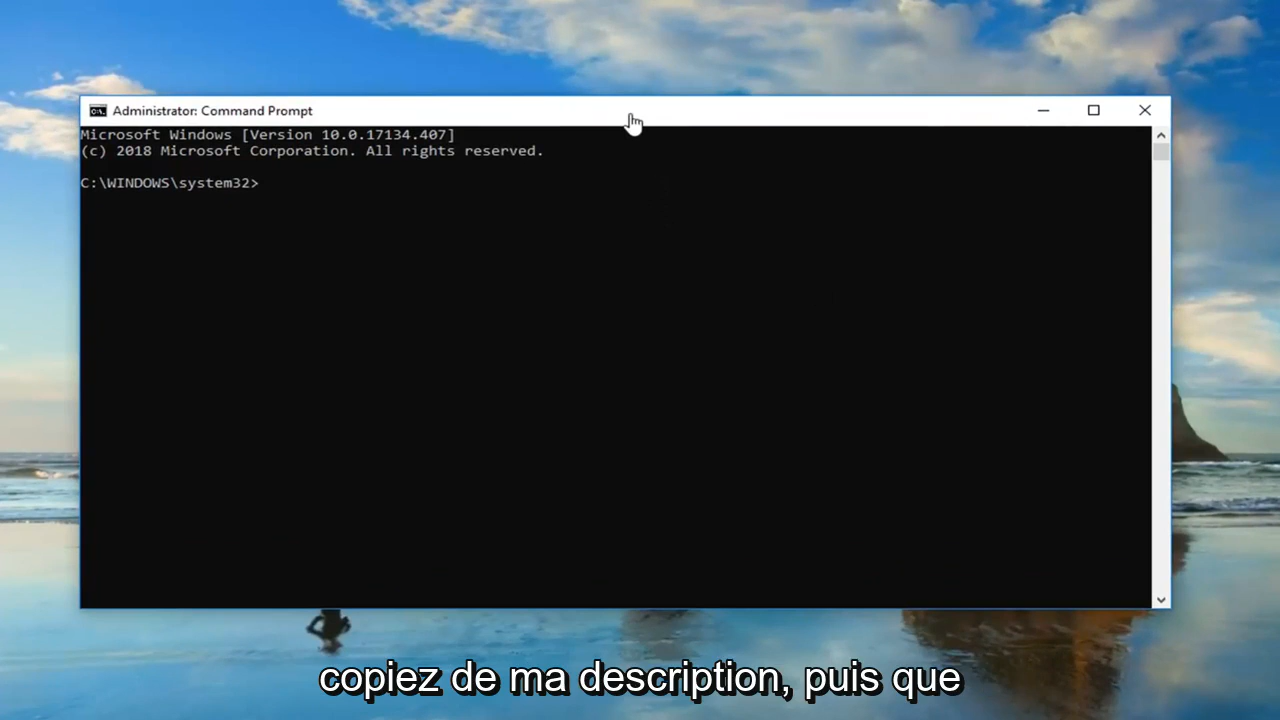 Administrator: Command Prompt
Microsoft Windows [Version 10.0.17134.407]
(c) 2018 Microsoft Corporation. All rights reserved.
C:\WINDOWS\system32>
copiez de ma description, puis que